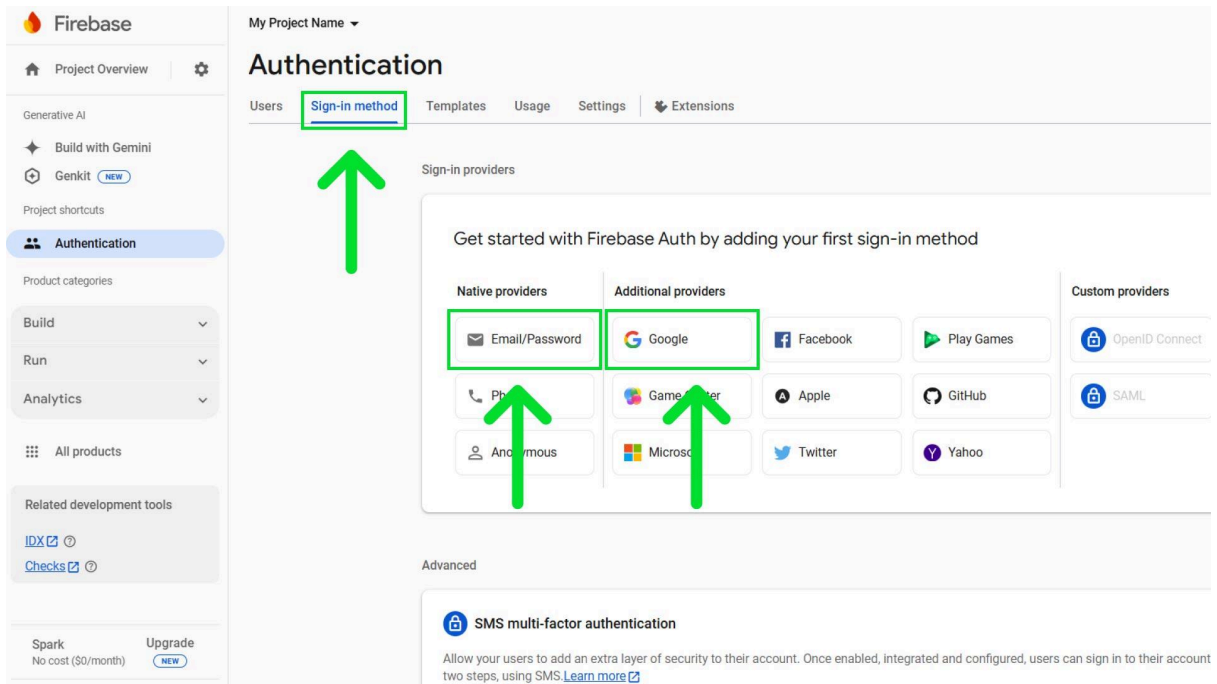 Firebase
My Project Name
Project Overview
Authentication
Users Sign-in method Templates Usage Settings Extensions
Generative AI
Build with Gemini
Genkit NEW
Project shortcuts
Authentication
Product categories
Build
Run
Analytics
All products
Related development tools
IDX
Checks
Spark
No cost ($0/month)
Upgrade
NEW
Sign-in providers
Get started with Firebase Auth by adding your first sign-in method
Native providers Additional providers Custom providers
Email/Password Google Facebook Play Games OpenID Connect
Apple GitHub SAML
Anonymous Microsoft Twitter Yahoo
Advanced
SMS multi-factor authentication
Allow your users to add an extra layer of security to their account. Once enabled, integrated and configured, users can sign in to their account
two steps, using SMS. Learn more